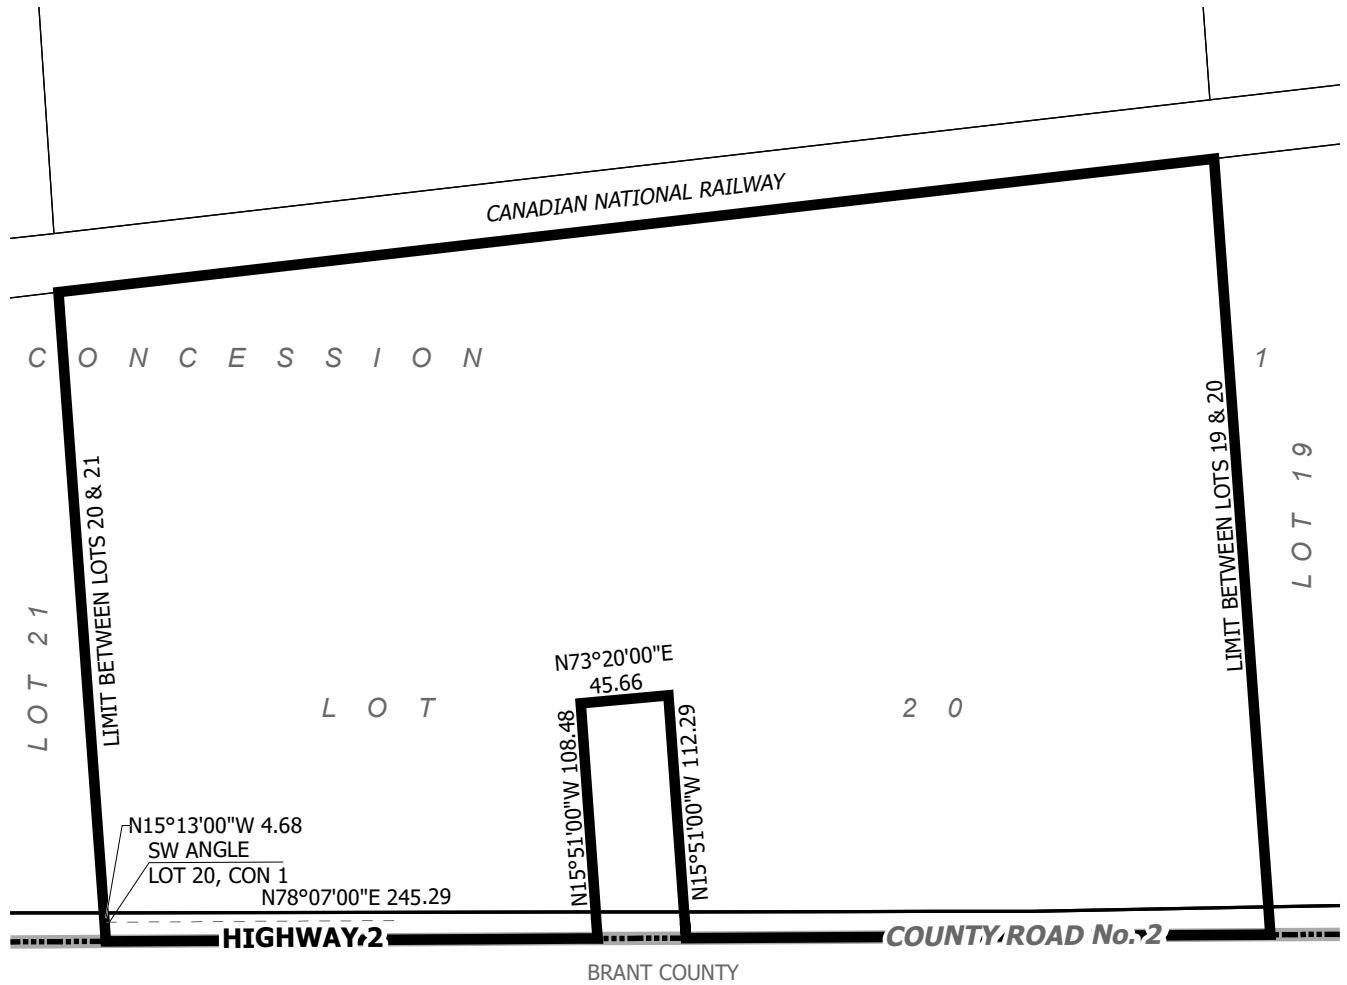 CANADIAN NATIONAL RAILWAY
CONCESSION 1
LIMIT BETWEEN LOTS 20 & 21
LIMIT BETWEEN LOTS 19 & 20
LOT 19
LOT 21
N73°20'00"E
45.66
LOT 20
N15°51'00"W 108.48
N15°51'00"W 112.29
N15°13'00"W 4.68
SW ANGLE
LOT 20, CON 1
N78°07'00"E 245.29
HIGHWAY 2
COUNTY ROAD No. 2
BRANT COUNTY